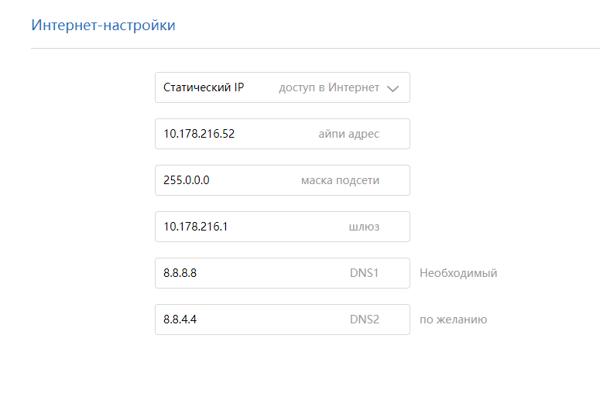 Интернет-настройки
Статический IP доступ в Интернет
10.178.216.52 айпи адрес
255.0.0.0 маска подсети
10.178.216.1 шлюз
8.8.8.8 DNS1 Необходимый
8.8.4.4 DNS2 по желанию